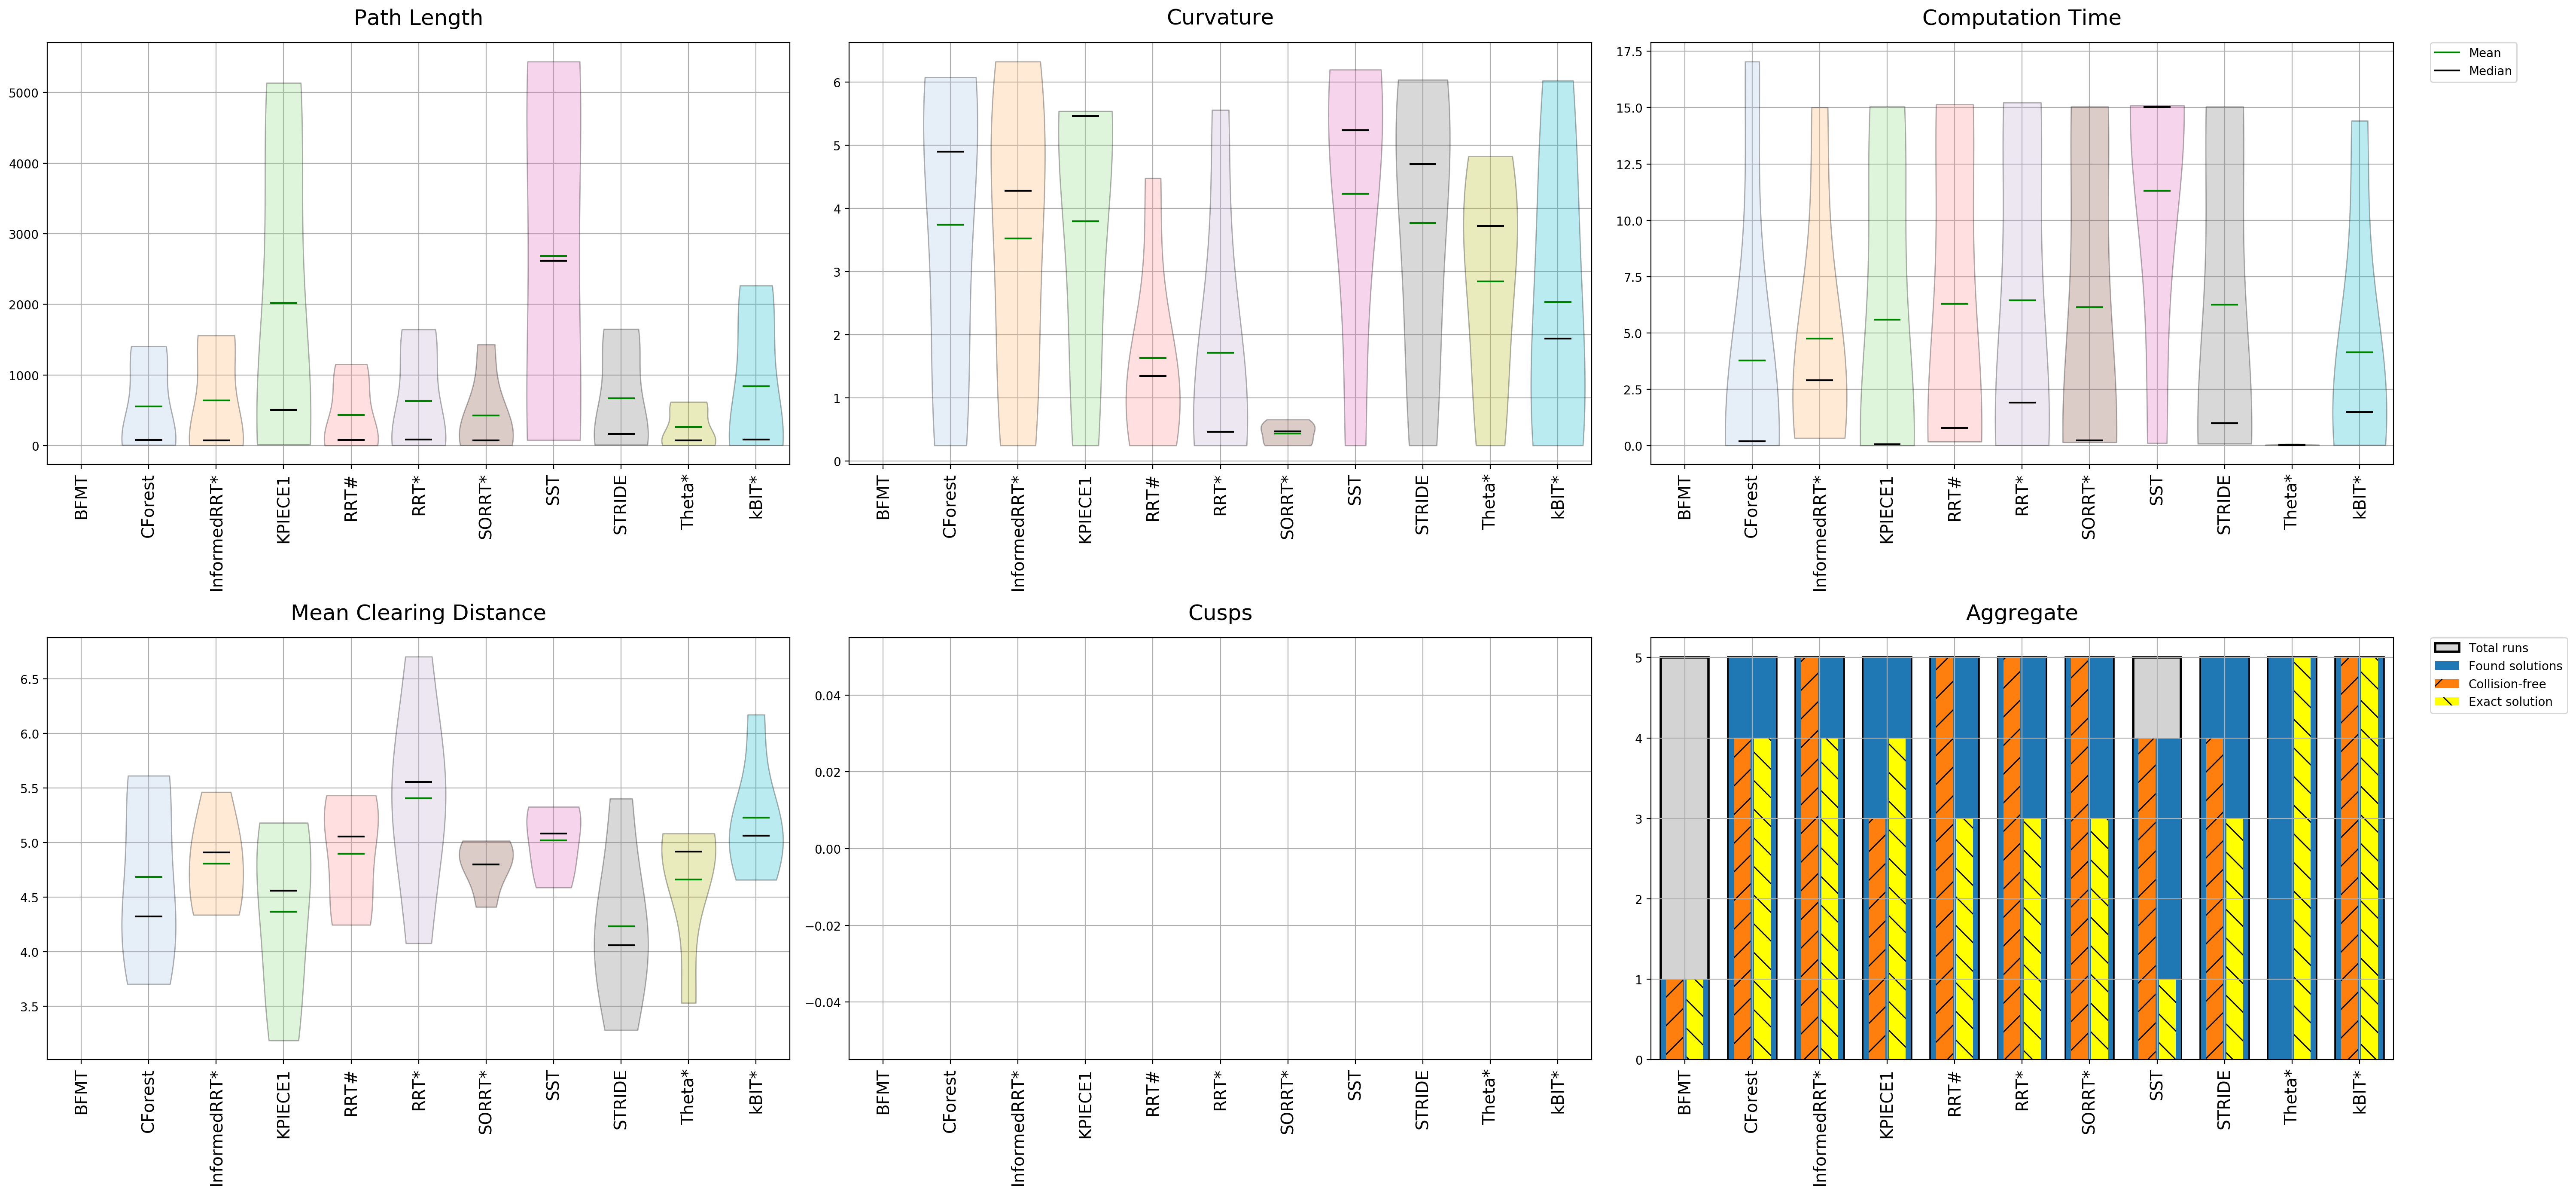 Path Length
5000
4000
3000
2000
1000
0
BFMT
CForest
InformedRRT*
KPIECE1
RRT#
RRT*
SORRT*
SST
STRIDE
Theta*
kBIT*
Curvature
6
5
4
3
2
1
0
BFMT
CForest
InformedRRT*
KPIECE1
RRT#
RRT*
SORRT*
SST
STRIDE
Theta*
kBIT*
Computation Time
17.5
15.0
12.5
10.0
7.5
5.0
2.5
0.0
BFMT
CForest
InformedRRT*
KPIECE1
RRT#
RRT*
SORRT*
SST
STRIDE
Theta*
kBIT*
Mean
Median
Mean Clearing Distance
6.5
6.0
5.5
5.0
4.5
4.0
3.5
BFMT
CForest
InformedRRT*
KPIECE1
RRT#
RRT*
SORRT*
SST
STRIDE
Theta*
kBIT*
Cusps
0.04
0.02
0.00
−0.02
−0.04
BFMT
CForest
InformedRRT*
KPIECE1
RRT#
RRT*
SORRT*
SST
STRIDE
Theta*
kBIT*
Aggregate
5
4
3
2
1
0
BFMT
CForest
InformedRRT*
KPIECE1
RRT#
RRT*
SORRT*
SST
STRIDE
Theta*
kBIT*
Total runs
Found solutions
Collision-free
Exact solution